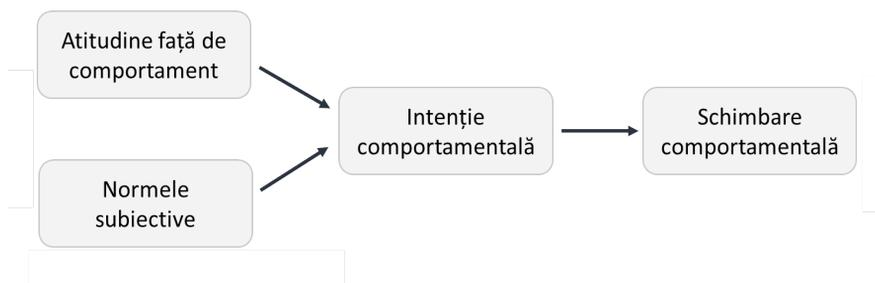 Atitudine față de
comportament
Intenție
comportamentală
Schimbare
comportamentală
Normele
subiective